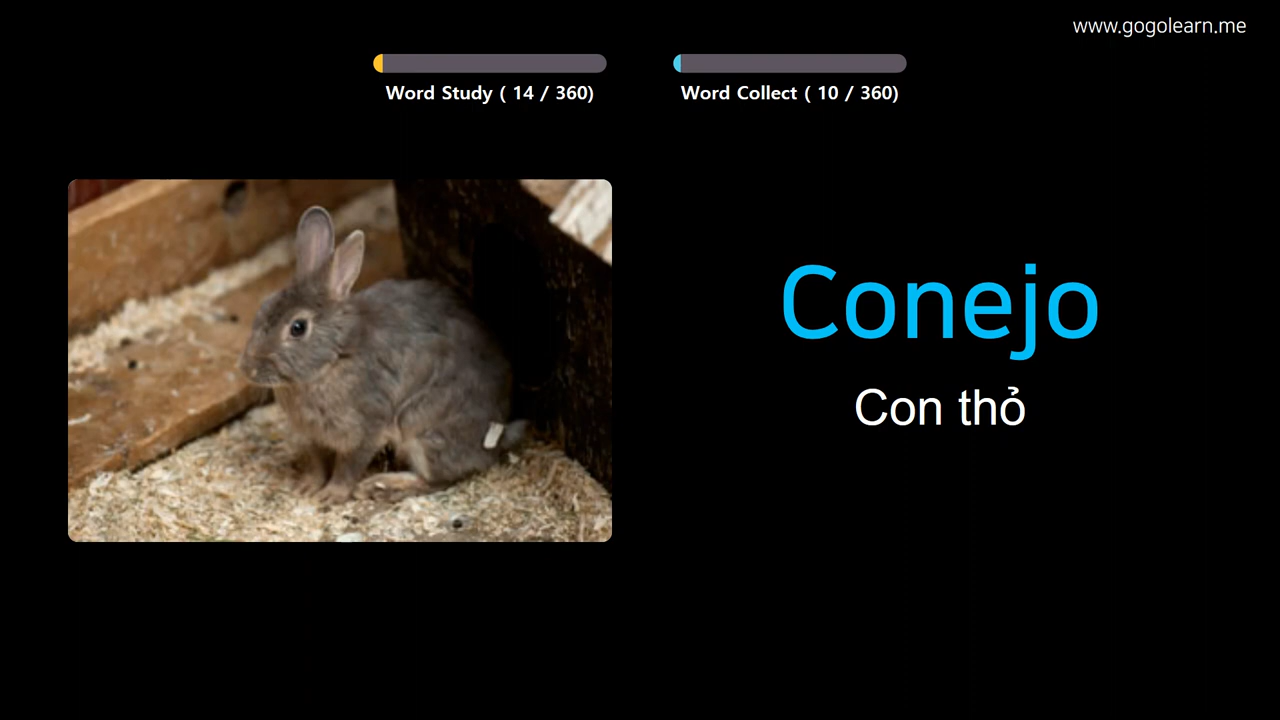 www.gogolearn.me
Word Study ( 14 / 360)
Word Collect ( 10 / 360)
Conejo
Con thỏ